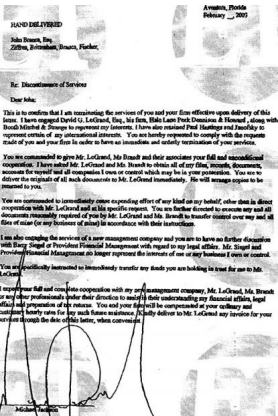 Aventura, Florida
February __, 2003
HAND DELIVERED
John Branca, Esq.
Ziffren, Brittenham, Branca, Fischer,
Re: Discontinuance of Services
Dear John:
This is to confirm that I am terminating the services of you and your firm effective upon delivery of this
letter. I have engaged David G. LeGrand, Esq., his firm, Hale Lane Peek Dennison & Howard, along with
Brandt to represent my interests. I have also retained Paul Hastings and Janofsky to
represent certain of my international interests. You are hereby requested to comply with the requests
made of you and your firm in order to have an immediate and orderly termination of your services.
You are commanded to give Mr. LeGrand, Ms Brandt and their associates your full and unconditional
cooperation. I have asked Mr. LeGrand and Ms. Brandt to obtain all of my files, records, documents,
accounts for myself and all companies I own or control which may be in your possession. You are to
deliver the originals of all such documents to Mr. LeGrand immediately. He will arrange copies to be
returned to you.
You are commanded to immediately cease expending effort of any kind on my behalf, other than in direct
cooperation with Mr. LeGrand and at his specific request. You are further directed to execute any and all
documents reasonably required of you by Mr. LeGrand and Ms. Brandt to transfer control over any and all
files of mine (or any business of mine) in accordance with their instructions.
I am also engaging the services of a new management company and you are to have no further discussion
with Barry Siegel or Provident Financial Management with regard to my legal affairs. Mr. Siegel and
Provident Financial Management no longer represent the interests of me or any business I own or control.
You are specifically instructed to immediately transfer any funds you are holding in trust for me to Mr.
LeGrand.
I expect your full and complete cooperation with my new management company, Mr. LeGrand, Ms. Brandt
or any other professionals under their direction to assist in their understanding my financial affairs, legal
affairs and preparation of tax returns. You and your firm will be compensated at your ordinary and
customary hourly rates for any such future assistance. Kindly deliver to Mr. LeGrand any invoice for your
services through the date of this letter, when convenient.
Michael Jackson